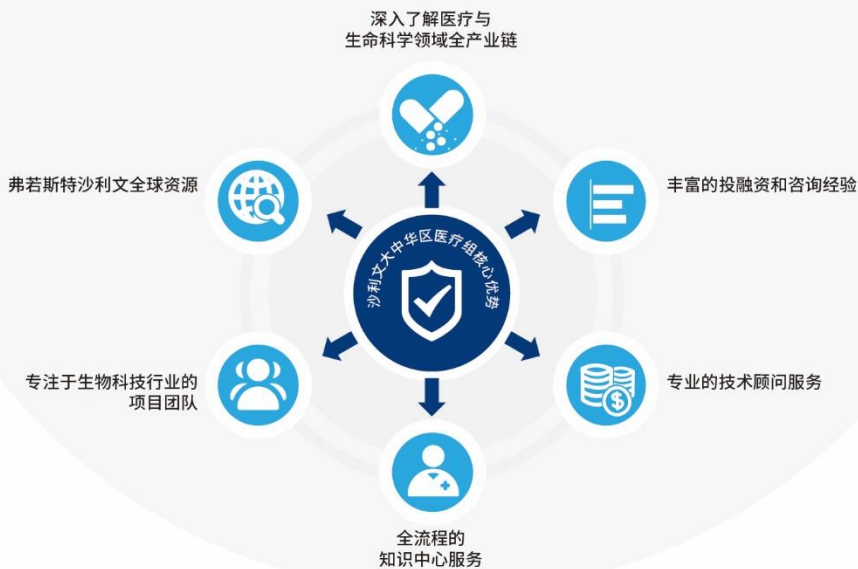 深入了解医疗与
生命科学领域全产业链
弗若斯特沙利文全球资源
丰富的投融资和咨询经验
沙利文大中华区医疗组核心优势
专注于生物科技行业的
项目团队
专业的技术顾问服务
全流程的
知识中心服务